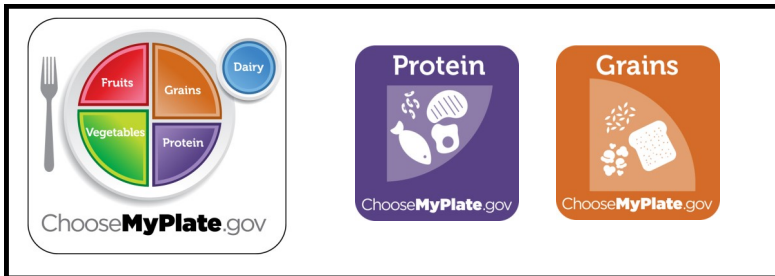 Dairy
Fruits
Grains
Vegetables
Protein
ChooseMyPlate.gov
Protein
ChooseMyPlate.gov
Grains
ChooseMyPlate.gov